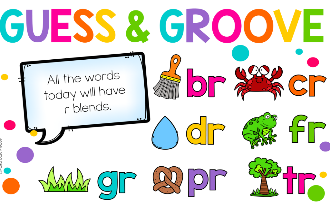 GUESS & GROOVE
All the words
today will have
r blends.
br
cr
dr
fr
gr
pr
tr